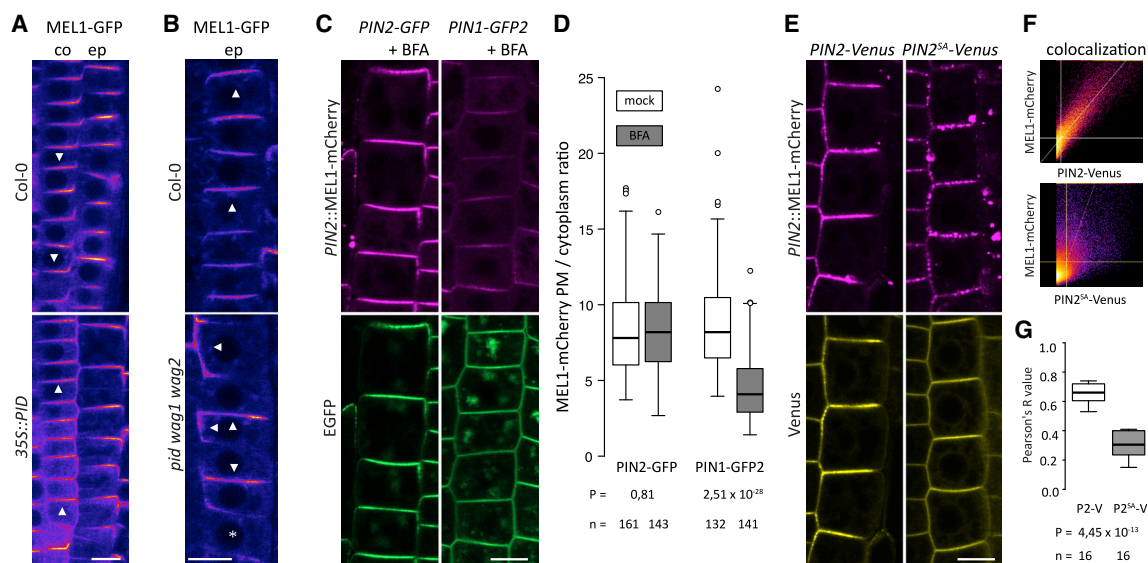 A
MEL1-GFP
co ep
Col-0
35S::PID
B
MEL1-GFP
ep
Col-0
pid wag1 wag2
*
C
PIN2-GFP PIN1-GFP2
+ BFA + BFA
PIN2::MEL1-mCherry
EGFP
D
MEL1-mCherry PM / cytoplasm ratio
25
20
15
10
5
0
mock
BFA
PIN2-GFP PIN1-GFP2
P = 0,81 2,51 x 10⁻²⁸
n = 161 143 132 141
E
PIN2-Venus PIN2ˢᴬ-Venus
PIN2::MEL1-mCherry
Venus
F
colocalization
MEL1-mCherry
PIN2-Venus
MEL1-mCherry
PIN2ˢᴬ-Venus
G
Pearson's R value
1.0
0.8
0.6
0.4
0.2
0.0
P2-V P2ˢᴬ-V
P = 4,45 x 10⁻¹³
n = 16 16